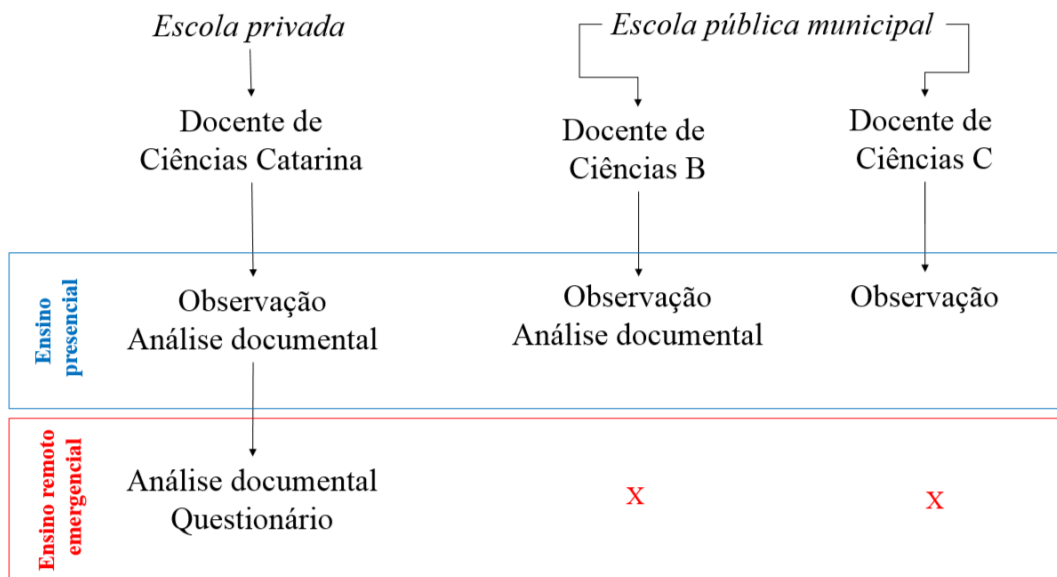 Escola privada
Escola pública municipal
Docente de
Ciências Catarina
Docente de
Ciências B
Docente de
Ciências C
Ensino
presencial
Observação
Análise documental
Observação
Análise documental
Observação
Ensino remoto
emergencial
Análise documental
Questionário
X
X